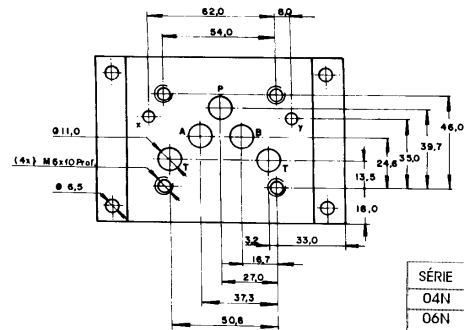 62,0
8,0
54,0
P
x
y
A
B
T
T
Ø11,0
(4x) M6x10 Prof.
Ø 6,5
46,0
39,7
35,0
24,6
13,5
16,0
3,2
33,0
16,7
27,0
37,3
50,8
SÉRIE
04N
06N